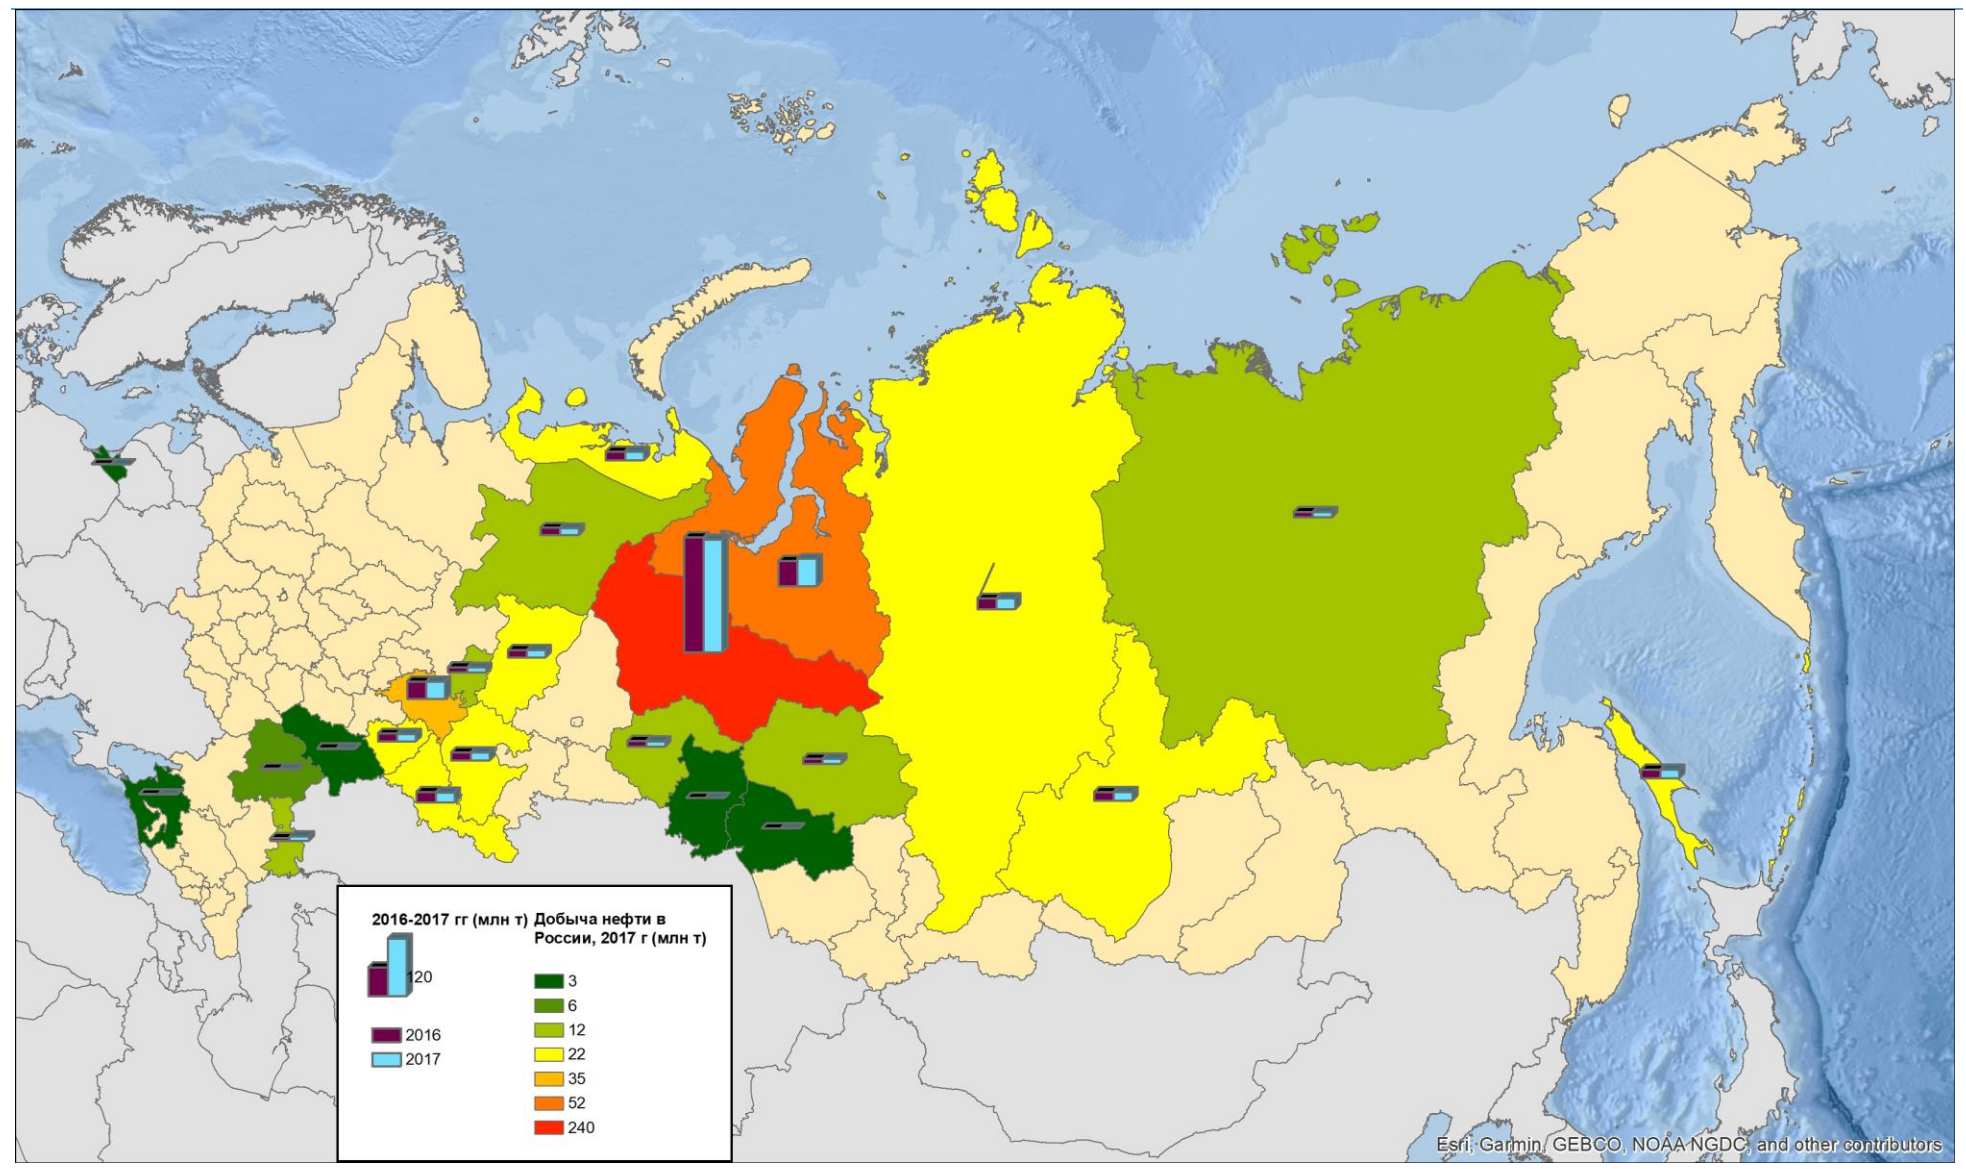 2016-2017 гг (млн т)
120
2016
2017
Добыча нефти в
России, 2017 г (млн т)
3
6
12
22
35
52
240
Esri, Garmin, GEBCO, NOAA NGDC, and other contributors